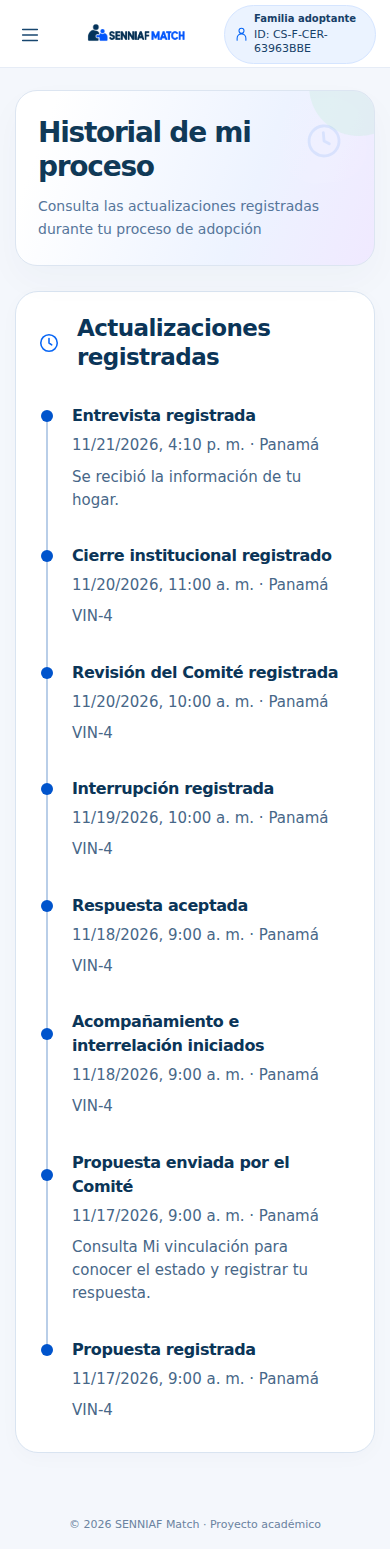 SENNIAF MATCH
Familia adoptante
ID: CS-F-CER-
63963BBE
Historial de mi
proceso
Consulta las actualizaciones registradas
durante tu proceso de adopción
Actualizaciones
registradas
Entrevista registrada
11/21/2026, 4:10 p. m. · Panamá
Se recibió la información de tu
hogar.
Cierre institucional registrado
11/20/2026, 11:00 a. m. · Panamá
VIN-4
Revisión del Comité registrada
11/20/2026, 10:00 a. m. · Panamá
VIN-4
Interrupción registrada
11/19/2026, 10:00 a. m. · Panamá
VIN-4
Respuesta aceptada
11/18/2026, 9:00 a. m. · Panamá
VIN-4
Acompañamiento e
interrelación iniciados
11/18/2026, 9:00 a. m. · Panamá
VIN-4
Propuesta enviada por el
Comité
11/17/2026, 9:00 a. m. · Panamá
Consulta Mi vinculación para
conocer el estado y registrar tu
respuesta.
Propuesta registrada
11/17/2026, 9:00 a. m. · Panamá
VIN-4
© 2026 SENNIAF Match · Proyecto académico